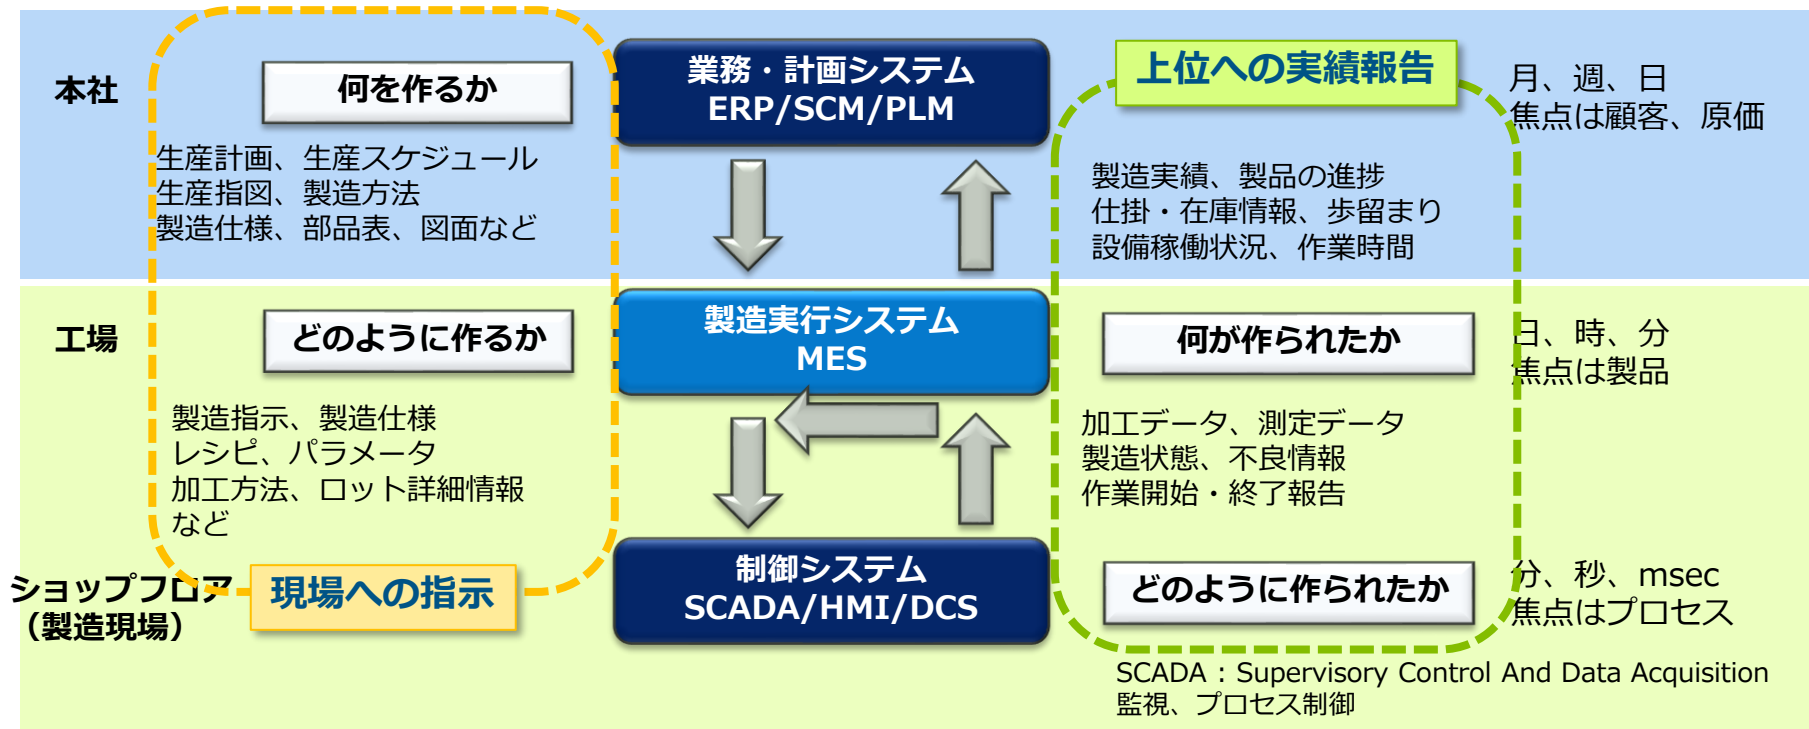 本社
何を作るか
生産計画、生産スケジュール
生産指図、製造方法
製造仕様、部品表、図面など
業務・計画システム
ERP/SCM/PLM
上位への実績報告
製造実績、製品の進捗
仕掛・在庫情報、歩留まり
設備稼働状況、作業時間
月、週、日
焦点は顧客、原価
工場
どのように作るか
製造指示、製造仕様
レシピ、パラメータ
加工方法、ロット詳細情報
など
製造実行システム
MES
何が作られたか
加工データ、測定データ
製造状態、不良情報
作業開始・終了報告
日、時、分
焦点は製品
ショップフロア
（製造現場）
現場への指示
制御システム
SCADA/HMI/DCS
どのように作られたか
分、秒、msec
焦点はプロセス
SCADA：Supervisory Control And Data Acquisition
監視、プロセス制御